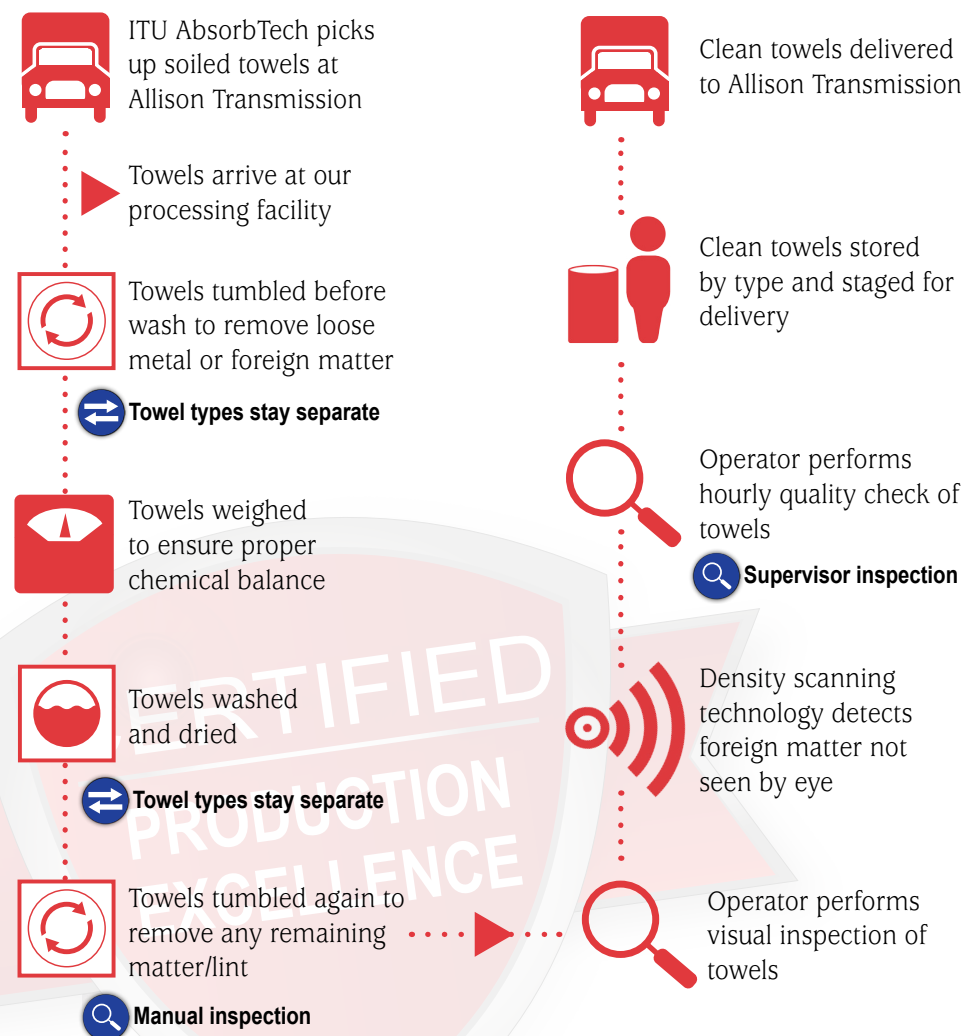 ITU AbsorbTech picks
up soiled towels at
Allison Transmission
Towels arrive at our
processing facility
Towels tumbled before
wash to remove loose
metal or foreign matter
Towel types stay separate
Towels weighed
to ensure proper
chemical balance
Towels washed
and dried
Towel types stay separate
Towels tumbled again to
remove any remaining
matter/lint
Manual inspection
Operator performs
visual inspection of
towels
Density scanning
technology detects
foreign matter not
seen by eye
Operator performs
hourly quality check of
towels
Supervisor inspection
Clean towels stored
by type and staged for
delivery
Clean towels delivered
to Allison Transmission
CERTIFIED
PRODUCTION
EXCELLENCE